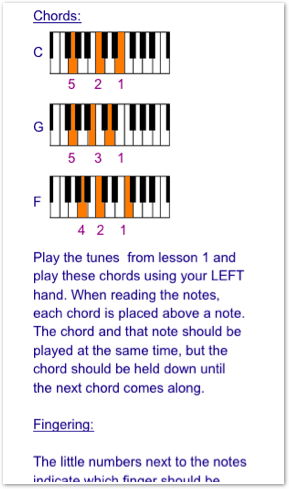 Chords:
C
5 2 1
G
5 3 1
F
4 2 1
Play the tunes from lesson 1 and
play these chords using your LEFT
hand. When reading the notes,
each chord is placed above a note.
The chord and that note should be
played at the same time, but the
chord should be held down until
the next chord comes along.
Fingering:
The little numbers next to the notes
indicate which finger should be